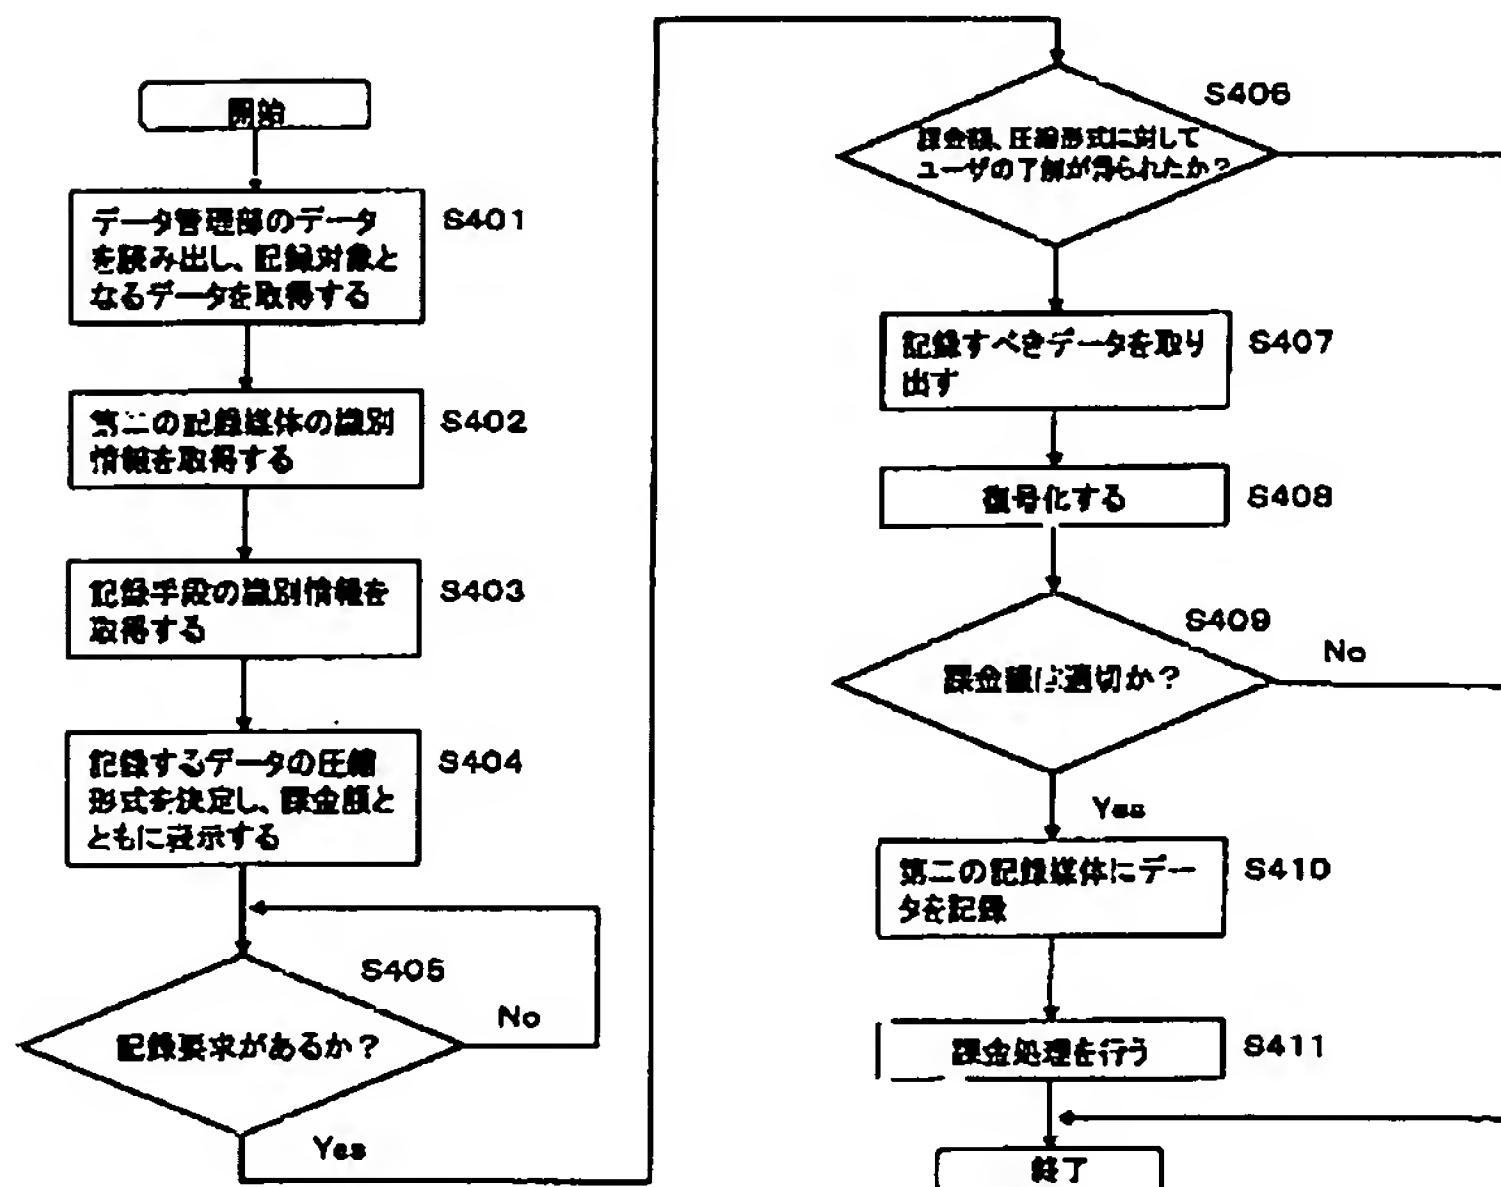 開始
データ管理部のデータ
を読み出し、記録対象と
なるデータを取得する
S401
第二の記録媒体の識別
情報を取得する
S402
記録手段の識別情報を
取得する
S403
記録するデータの圧縮
形式を決定し、課金額と
ともに表示する
S404
S405
記録要求があるか？
No
Yes
S406
課金額、圧縮形式に対して
ユーザの了解が得られたか？
記録すべきデータを取り
出す
S407
復号化する
S408
S409
課金額は適切か？
No
Yes
第二の記録媒体にデー
タを記録
S410
課金処理を行う
S411
終了